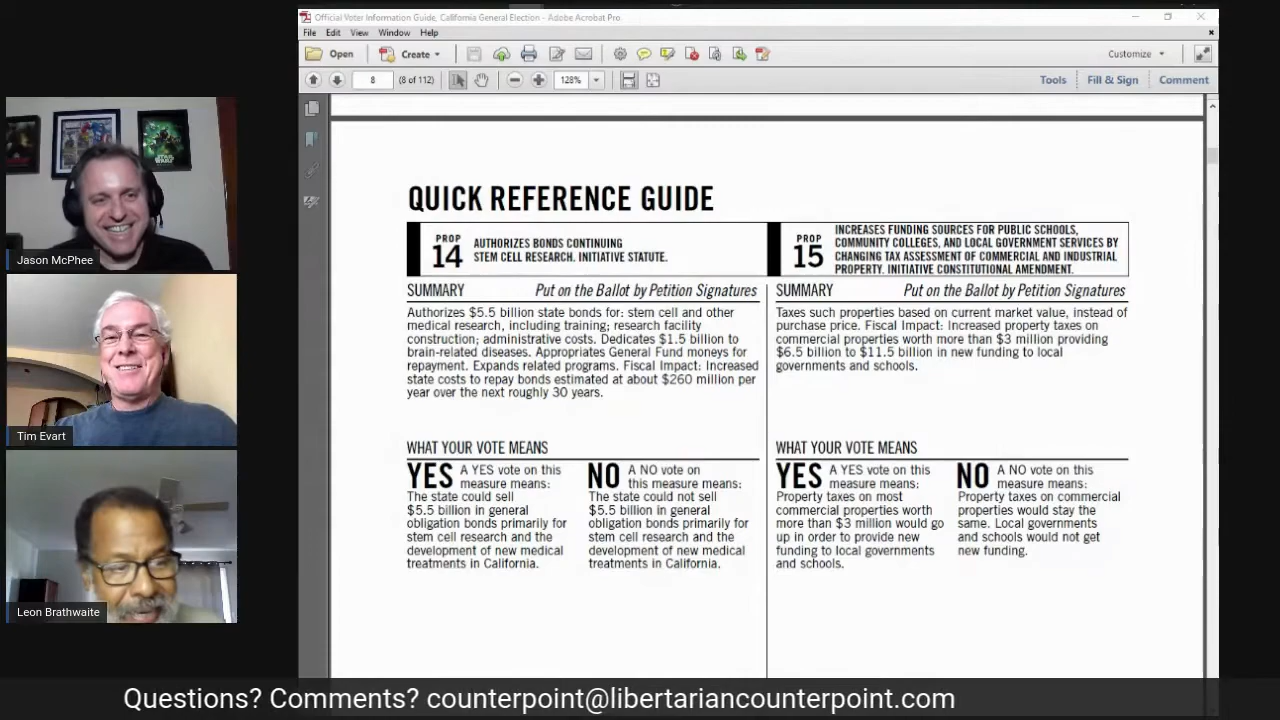 Official Voter Information Guide, California General Election - Adobe Acrobat Pro
File Edit View Window Help
Open Create Customize
8 (8 of 112) 128% Tools Fill & Sign Comment
STAR WARS
Jason McPhee
Tim Evart
Leon Brathwaite
QUICK REFERENCE GUIDE
PROP
14
AUTHORIZES BONDS CONTINUING
STEM CELL RESEARCH. INITIATIVE STATUTE.
SUMMARY Put on the Ballot by Petition Signatures
Authorizes $5.5 billion state bonds for: stem cell and other
medical research, including training; research facility
construction; administrative costs. Dedicates $1.5 billion to
brain-related diseases. Appropriates General Fund moneys for
repayment. Expands related programs. Fiscal Impact: Increased
state costs to repay bonds estimated at about $260 million per
year over the next roughly 30 years.
WHAT YOUR VOTE MEANS
YES A YES vote on this
measure means:
The state could sell
$5.5 billion in general
obligation bonds primarily for
stem cell research and the
development of new medical
treatments in California.
NO A NO vote on
this measure means:
The state could not sell
$5.5 billion in general
obligation bonds primarily for
stem cell research and the
development of new medical
treatments in California.
PROP
15
INCREASES FUNDING SOURCES FOR PUBLIC SCHOOLS,
COMMUNITY COLLEGES, AND LOCAL GOVERNMENT SERVICES BY
CHANGING TAX ASSESSMENT OF COMMERCIAL AND INDUSTRIAL
PROPERTY. INITIATIVE CONSTITUTIONAL AMENDMENT.
SUMMARY Put on the Ballot by Petition Signatures
Taxes such properties based on current market value, instead of
purchase price. Fiscal Impact: Increased property taxes on
commercial properties worth more than $3 million providing
$6.5 billion to $11.5 billion in new funding to local
governments and schools.
WHAT YOUR VOTE MEANS
YES A YES vote on this
measure means:
Property taxes on most
commercial properties worth
more than $3 million would go
up in order to provide new
funding to local governments
and schools.
NO A NO vote on this
measure means:
Property taxes on commercial
properties would stay the
same. Local governments
and schools would not get
new funding.
Questions? Comments? counterpoint@libertariancounterpoint.com